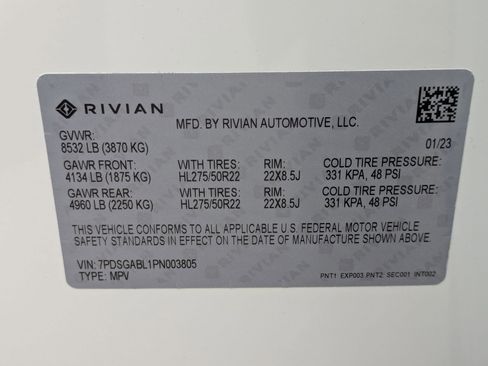 RIVIAN
MFD. BY RIVIAN AUTOMOTIVE, LLC.
GVWR:
8532 LB (3870 KG) 01/23
GAWR FRONT: WITH TIRES: RIM: COLD TIRE PRESSURE:
4134 LB (1875 KG) HL275/50R22 22X8.5J 331 KPA, 48 PSI
GAWR REAR: WITH TIRES: RIM: COLD TIRE PRESSURE:
4960 LB (2250 KG) HL275/50R22 22X8.5J 331 KPA, 48 PSI
THIS VEHICLE CONFORMS TO ALL APPLICABLE U.S. FEDERAL MOTOR VEHICLE
SAFETY STANDARDS IN EFFECT ON THE DATE OF MANUFACTURE SHOWN ABOVE.
VIN: 7PDSGABL1PN003805
TYPE: MPV
PNT1: EXP003 PNT2: SEC001 INT002